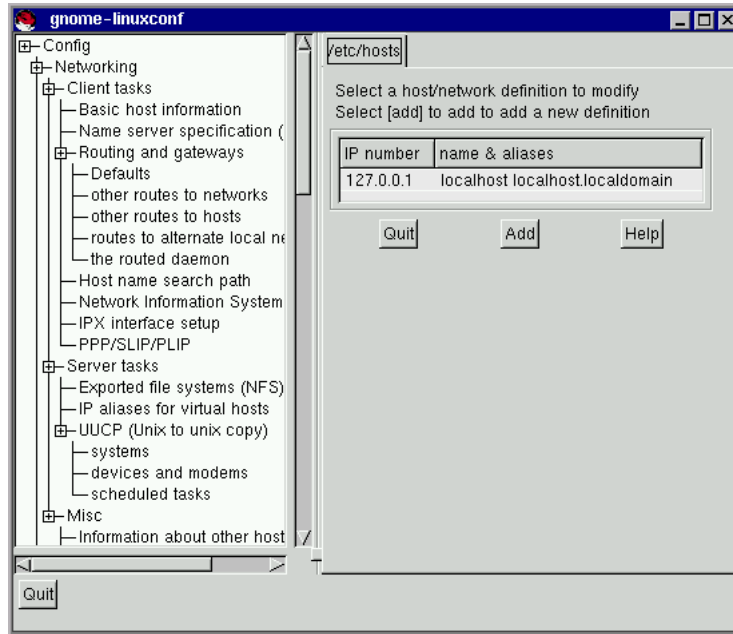 gnome-linuxconf
Config
Networking
Client tasks
Basic host information
Name server specification (
Routing and gateways
Defaults
other routes to networks
other routes to hosts
routes to alternate local ne
the routed daemon
Host name search path
Network Information System
IPX interface setup
PPP/SLIP/PLIP
Server tasks
Exported file systems (NFS)
IP aliases for virtual hosts
UUCP (Unix to unix copy)
systems
devices and modems
scheduled tasks
Misc
Information about other host
Quit
/etc/hosts
Select a host/network definition to modify
Select [add] to add to add a new definition
IP number name & aliases
127.0.0.1 localhost localhost.localdomain
Quit Add Help